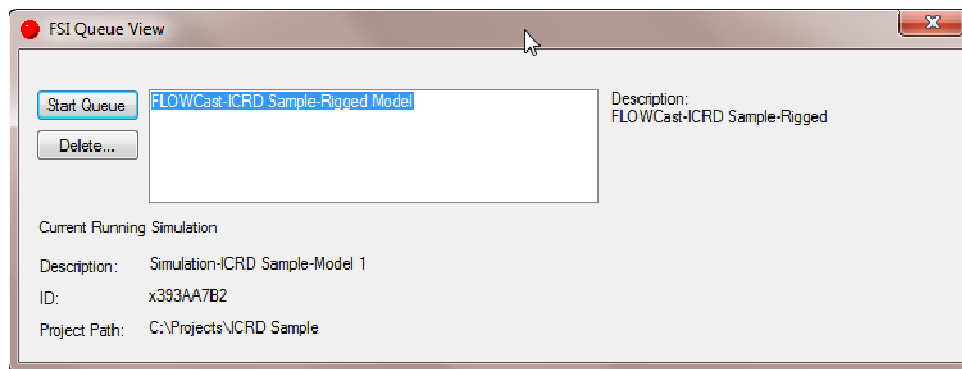 FSI Queue View
Start Queue
FLOWCast-ICRD Sample-Rigged Model
Description:
FLOWCast-ICRD Sample-Rigged
Delete...
Current Running Simulation
Description: Simulation-ICRD Sample-Model 1
ID: x393AA7B2
Project Path: C:\Projects\ICRD Sample